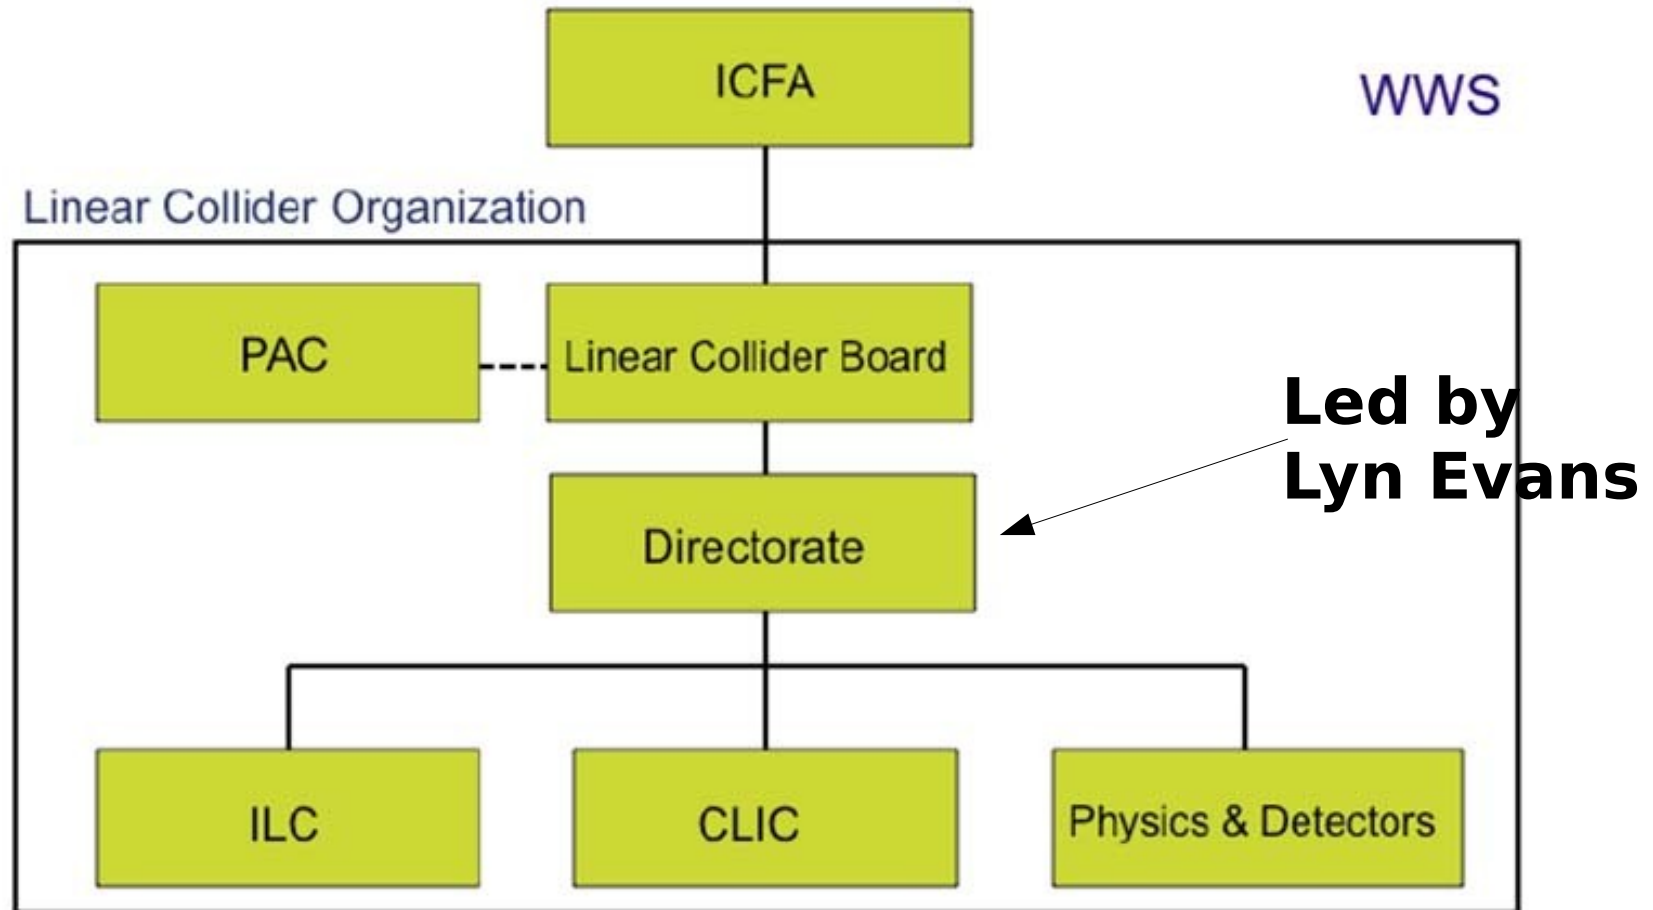 ICFA
WWS
Linear Collider Organization
PAC
Linear Collider Board
Led by
Lyn Evans
Directorate
ILC
CLIC
Physics & Detectors